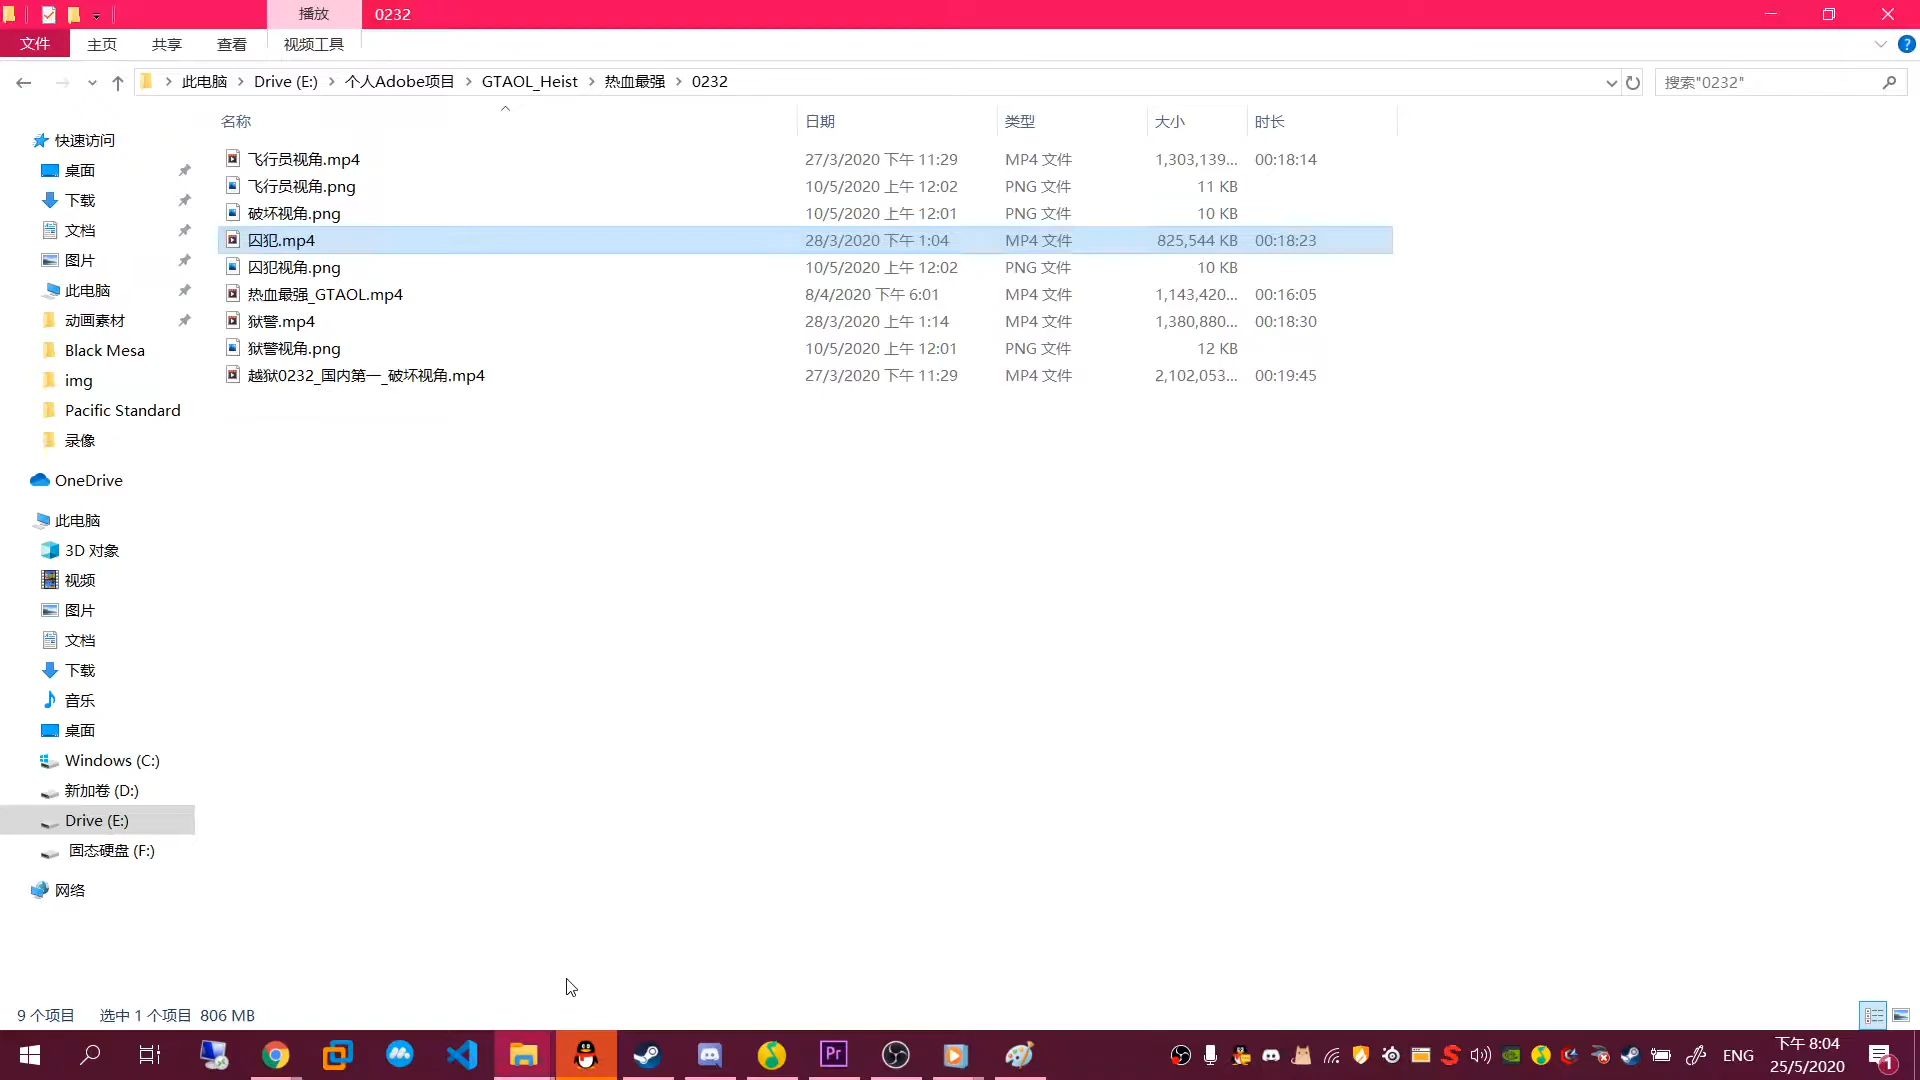 播放 0232
文件 主页 共享 查看 视频工具
此电脑 Drive (E:) 个人Adobe项目 GTAOL_Heist 热血最强 0232 搜索"0232"
名称 日期 类型 大小 时长
飞行员视角.mp4 27/3/2020 下午 11:29 MP4 文件 1,303,139... 00:18:14
飞行员视角.png 10/5/2020 上午 12:02 PNG 文件 11 KB
破坏视角.png 10/5/2020 上午 12:01 PNG 文件 10 KB
囚犯.mp4 28/3/2020 下午 1:04 MP4 文件 825,544 KB 00:18:23
囚犯视角.png 10/5/2020 上午 12:02 PNG 文件 10 KB
热血最强_GTAOL.mp4 8/4/2020 下午 6:01 MP4 文件 1,143,420... 00:16:05
狱警.mp4 28/3/2020 上午 1:14 MP4 文件 1,380,880... 00:18:30
狱警视角.png 10/5/2020 上午 12:01 PNG 文件 12 KB
越狱0232_国内第一_破坏视角.mp4 27/3/2020 下午 11:29 MP4 文件 2,102,053... 00:19:45
快速访问
桌面
下载
文档
图片
此电脑
动画素材
Black Mesa
img
Pacific Standard
录像
OneDrive
此电脑
3D 对象
视频
图片
文档
下载
音乐
桌面
Windows (C:)
新加卷 (D:)
Drive (E:)
固态硬盘 (F:)
网络
9 个项目 选中 1 个项目 806 MB
Pr ENG 下午 8:04
25/5/2020 1